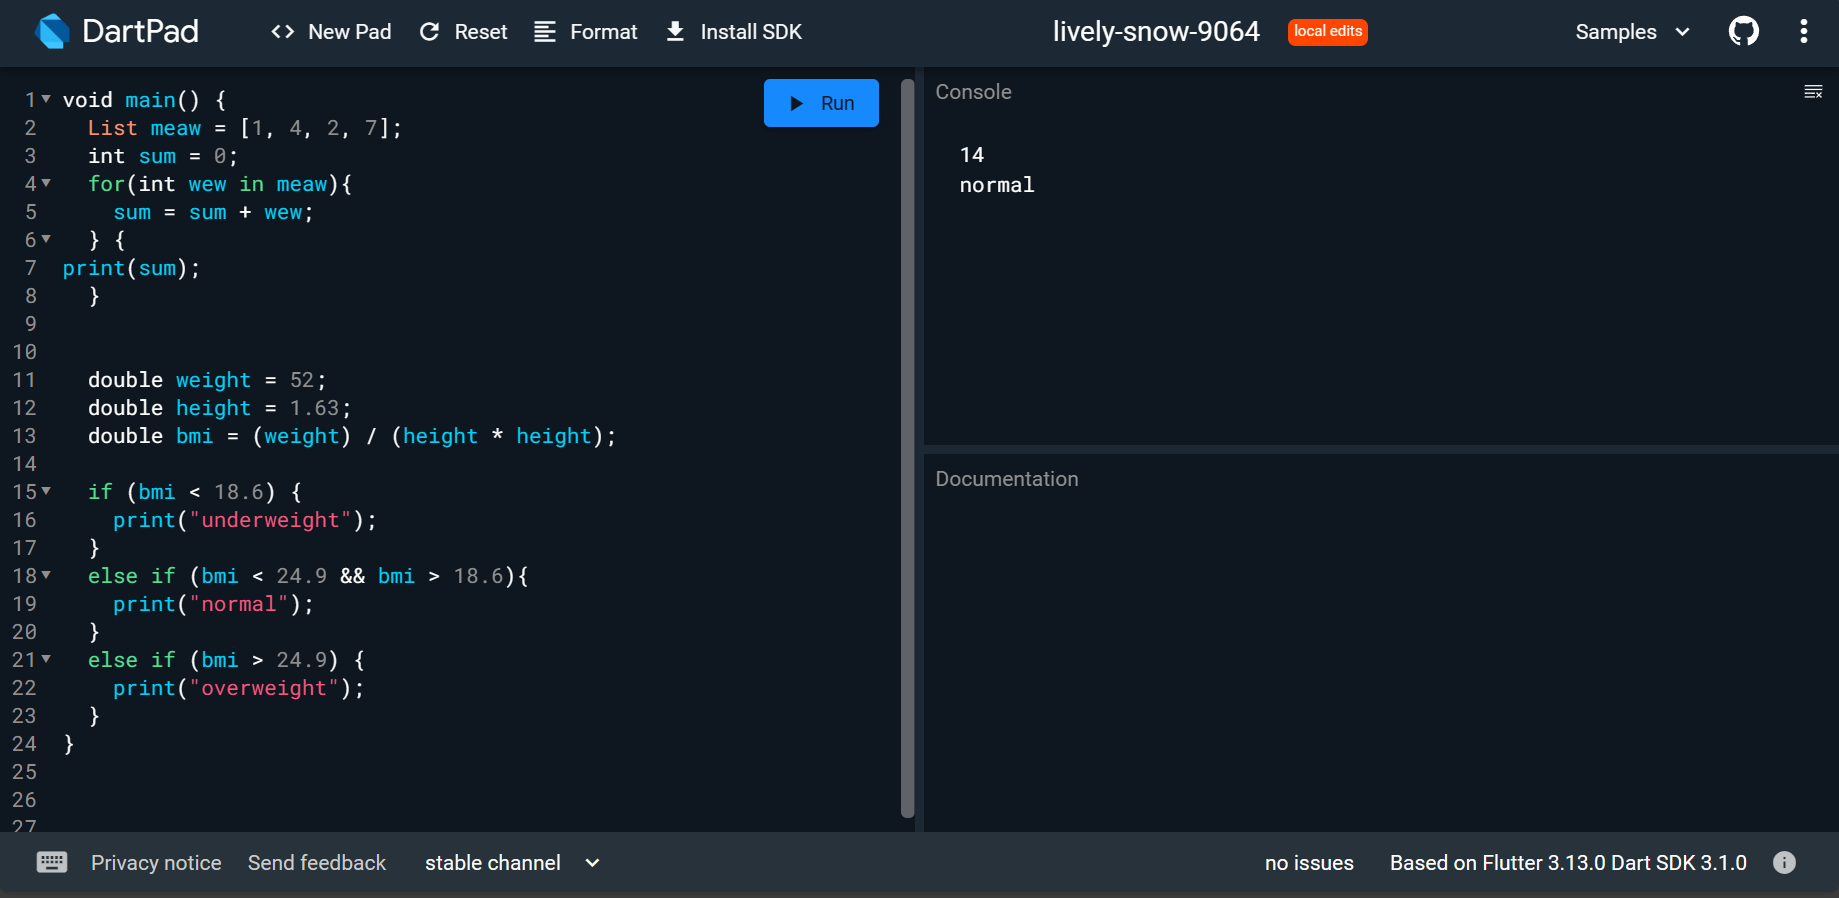 DartPad
<> New Pad
Reset
Format
Install SDK
lively-snow-9064
local edits
Samples
1 void main() {
2   List meaw = [1, 4, 2, 7];
3   int sum = 0;
4   for(int wew in meaw){
5     sum = sum + wew;
6   } {
7 print(sum);
8   }
9
10
11   double weight = 52;
12   double height = 1.63;
13   double bmi = (weight) / (height * height);
14
15   if (bmi < 18.6) {
16     print("underweight");
17   }
18   else if (bmi < 24.9 && bmi > 18.6){
19     print("normal");
20   }
21   else if (bmi > 24.9) {
22     print("overweight");
23   }
24 }
25
26
27
Run
Console
14
normal
Documentation
Privacy notice
Send feedback
stable channel
no issues
Based on Flutter 3.13.0 Dart SDK 3.1.0